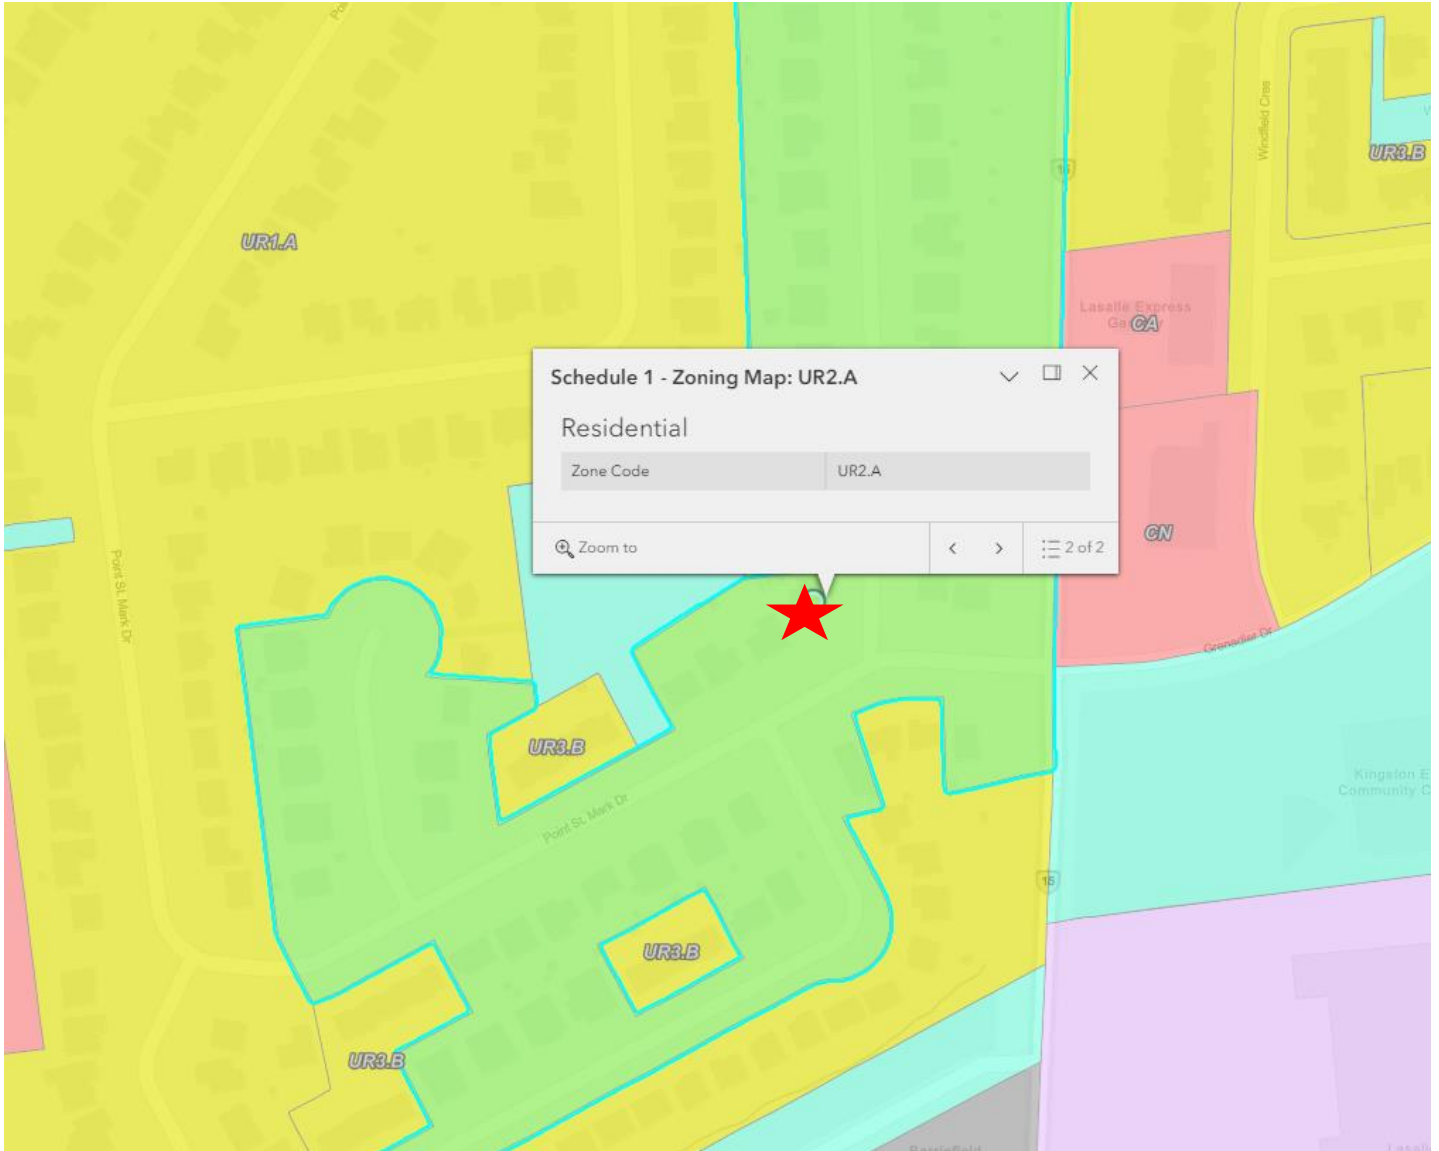 Windfield Cres
15
UR3.B
UR1.A
Lasalle Express
CA
Schedule 1 - Zoning Map: UR2.A
Residential
Zone Code UR2.A
Zoom to
2 of 2
CN
Point St. Mark Dr
Grenadier Dr
UR3.B
Kingston E
Community C
Point St. Mark Dr
15
UR3.B
UR3.B
Barriefield